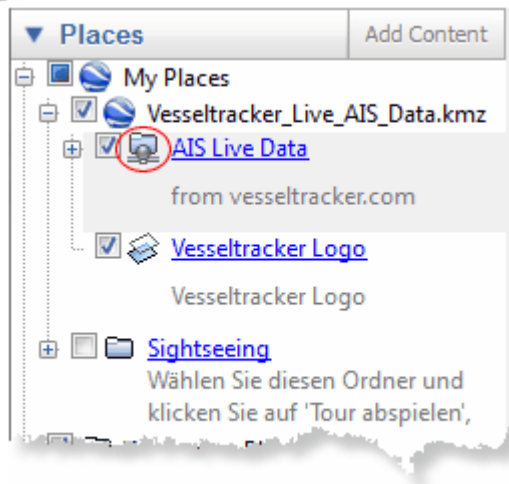 Places
Add Content
My Places
Vesseltracker_Live_AIS_Data.kmz
AIS Live Data
from vesseltracker.com
Vesseltracker Logo
Vesseltracker Logo
Sightseeing
Wählen Sie diesen Ordner und
klicken Sie auf 'Tour abspielen',